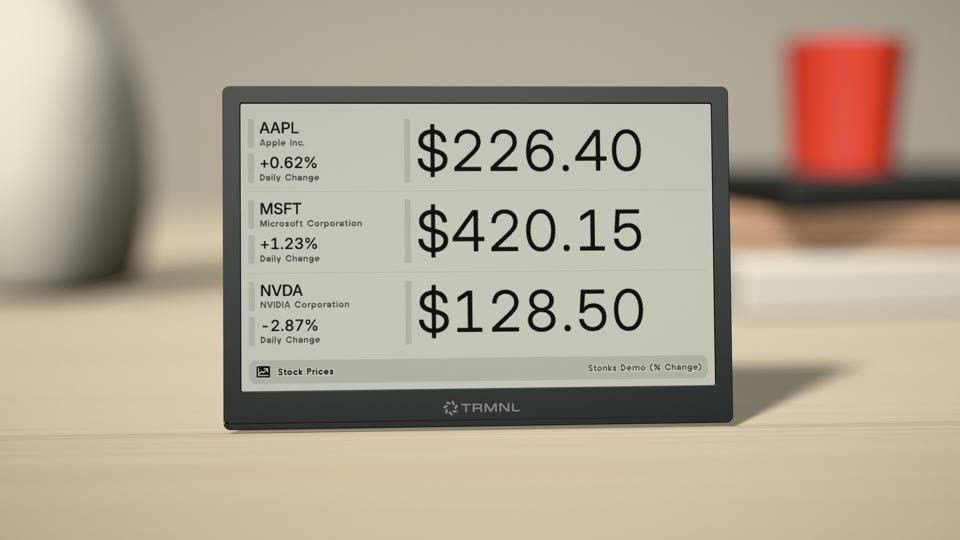 AAPL
Apple Inc.
+0.62%
Daily Change
$226.40
MSFT
Microsoft Corporation
+1.23%
Daily Change
$420.15
NVDA
NVIDIA Corporation
-2.87%
Daily Change
$128.50
Stock Prices
Stonks Demo (% Change)
TRMNL